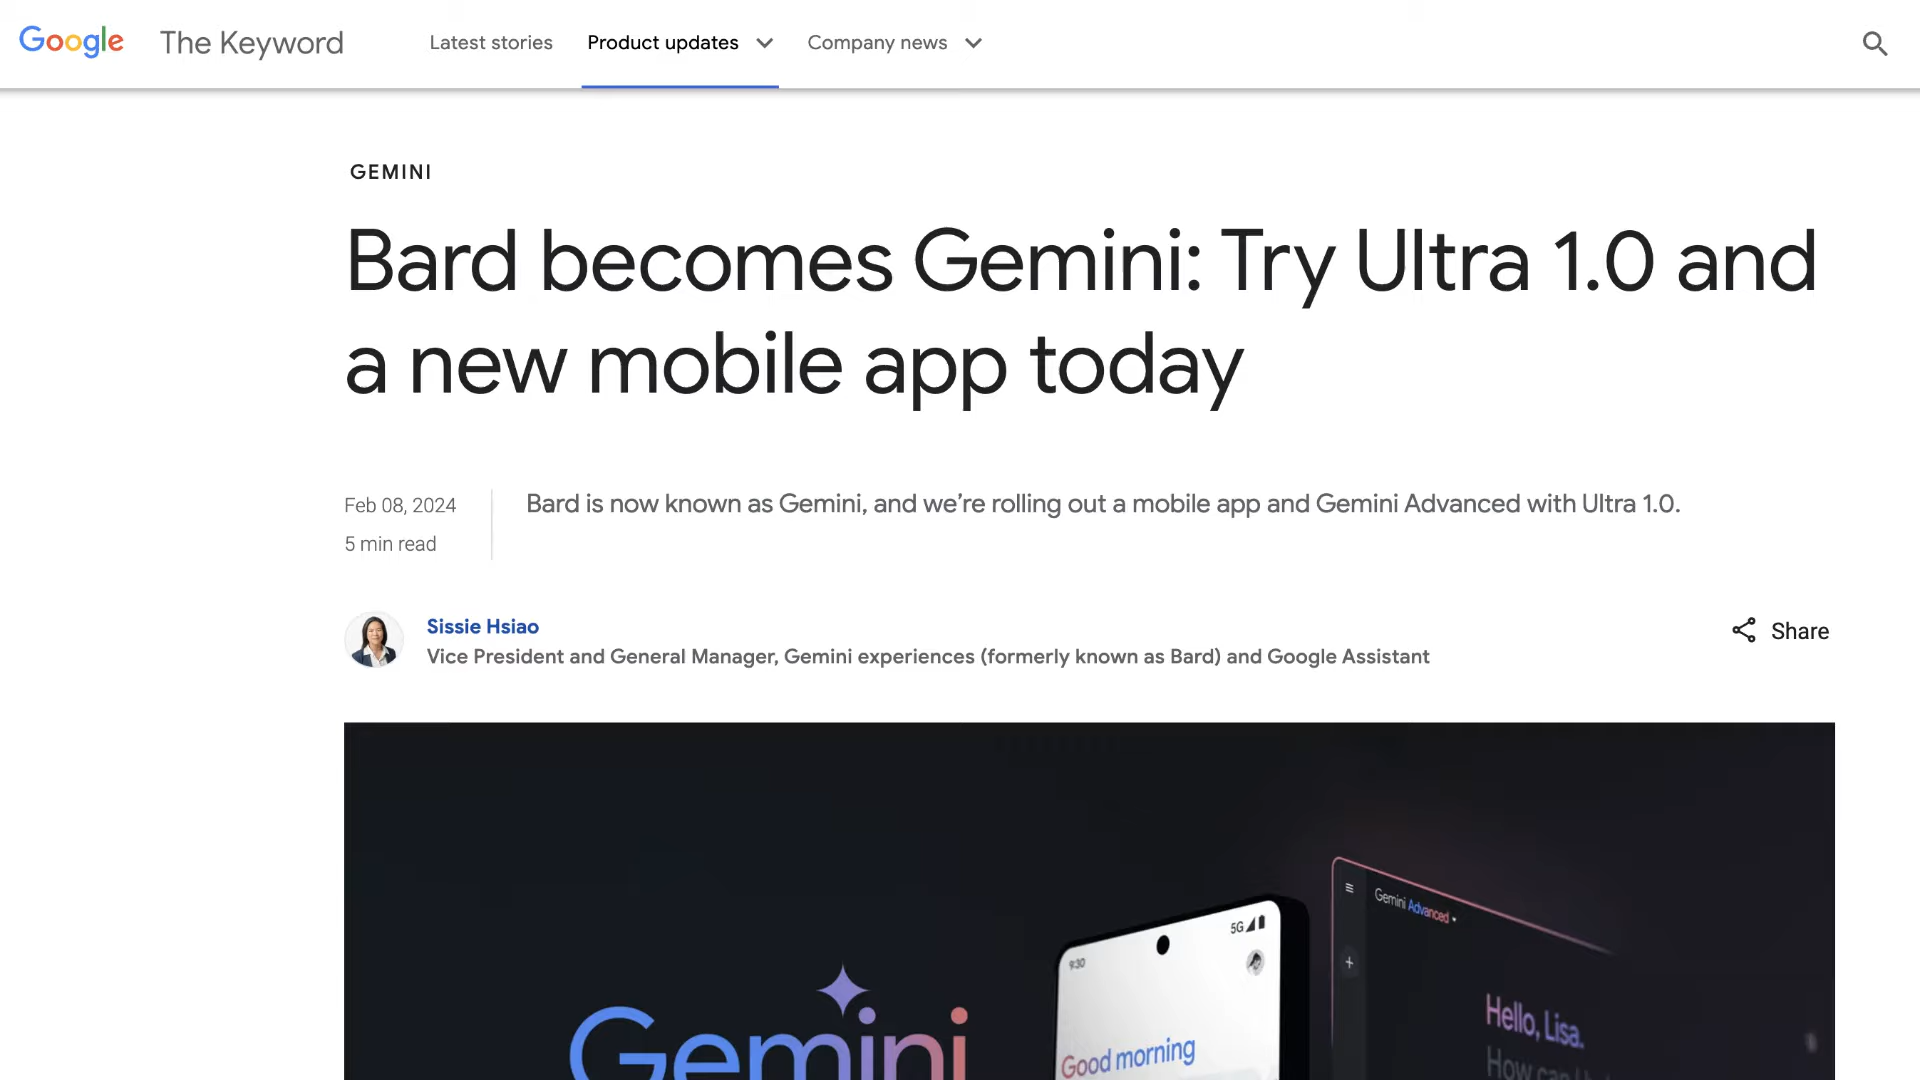 Google The Keyword Latest stories Product updates Company news
GEMINI
Bard becomes Gemini: Try Ultra 1.0 and
a new mobile app today
Feb 08, 2024
5 min read
Bard is now known as Gemini, and we’re rolling out a mobile app and Gemini Advanced with Ultra 1.0.
Sissie Hsiao
Vice President and General Manager, Gemini experiences (formerly known as Bard) and Google Assistant
Share
Gemini
9:30
5G
Good morning
Gemini Advanced
Hello, Lisa.
How can